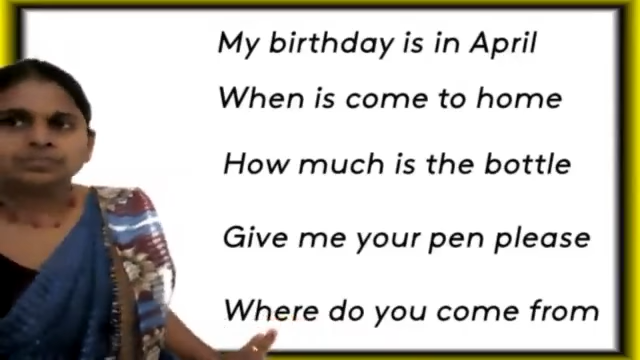 My birthday is in April
When is come to home
How much is the bottle
Give me your pen please
Where do you come from